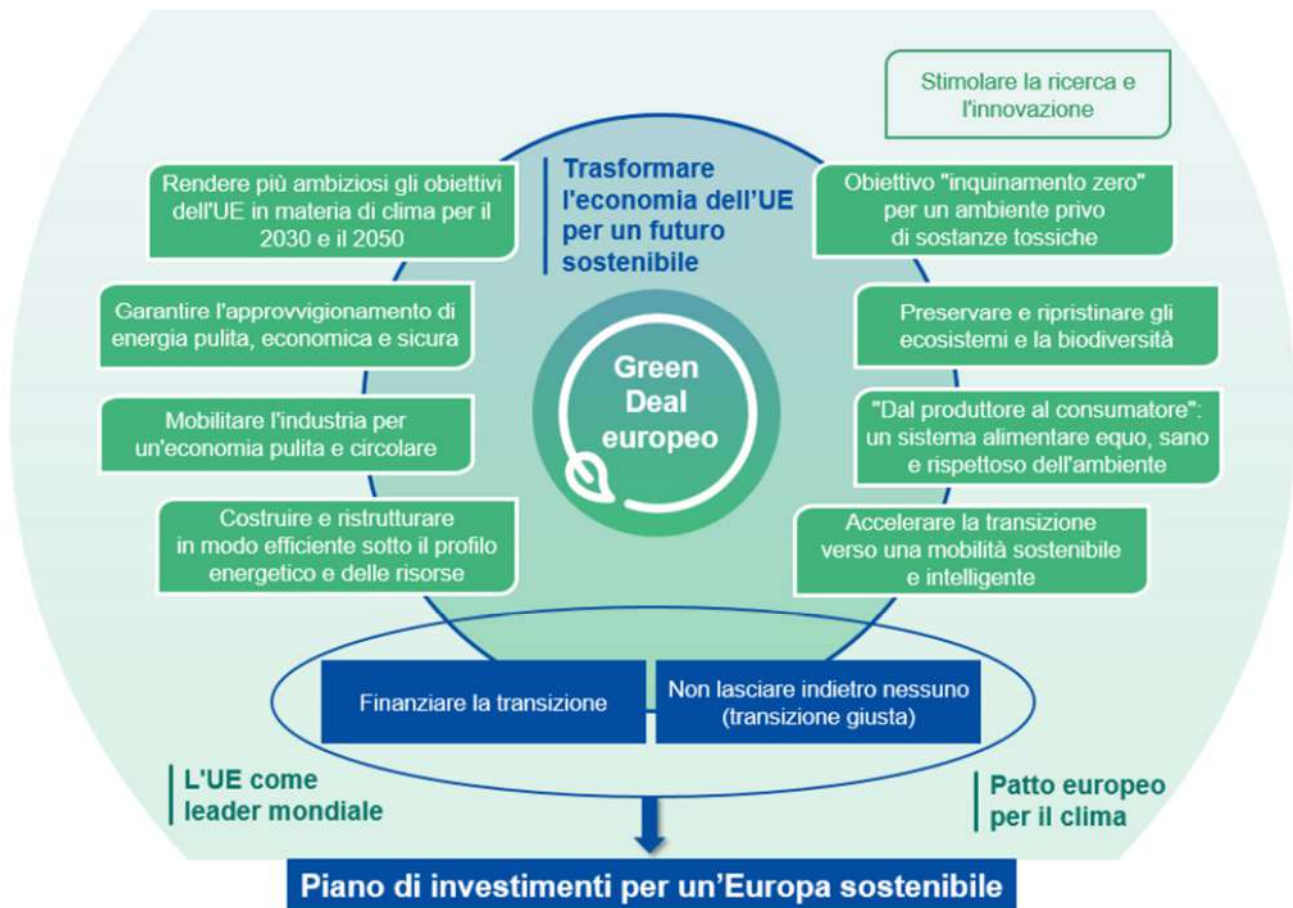 Stimolare la ricerca e
l'innovazione
Trasformare
l'economia dell'UE
per un futuro
sostenibile
Rendere più ambiziosi gli obiettivi
dell'UE in materia di clima per il
2030 e il 2050
Garantire l'approvvigionamento di
energia pulita, economica e sicura
Mobilitare l'industria per
un'economia pulita e circolare
Costruire e ristrutturare
in modo efficiente sotto il profilo
energetico e delle risorse
Green
Deal
europeo
Obiettivo "inquinamento zero"
per un ambiente privo
di sostanze tossiche
Preservare e ripristinare gli
ecosistemi e la biodiversità
"Dal produttore al consumatore":
un sistema alimentare equo, sano
e rispettoso dell'ambiente
Accelerare la transizione
verso una mobilità sostenibile
e intelligente
Finanziare la transizione
Non lasciare indietro nessuno
(transizione giusta)
L'UE come
leader mondiale
Patto europeo
per il clima
Piano di investimenti per un'Europa sostenibile